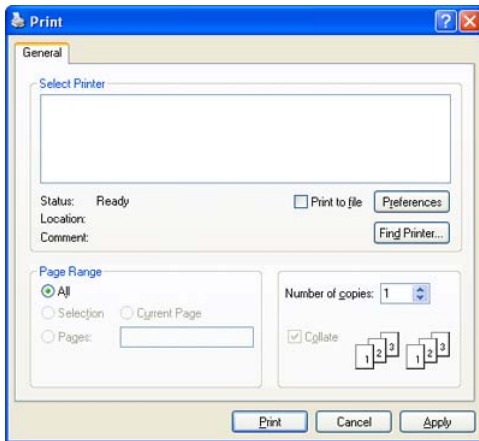 Print
General
Select Printer
Status: Ready
Print to file
Preferences
Location:
Comment:
Find Printer...
Page Range
All
Selection
Current Page
Pages:
Number of copies: 1
Collate
1 2 3 1 2 3
Print
Cancel
Apply